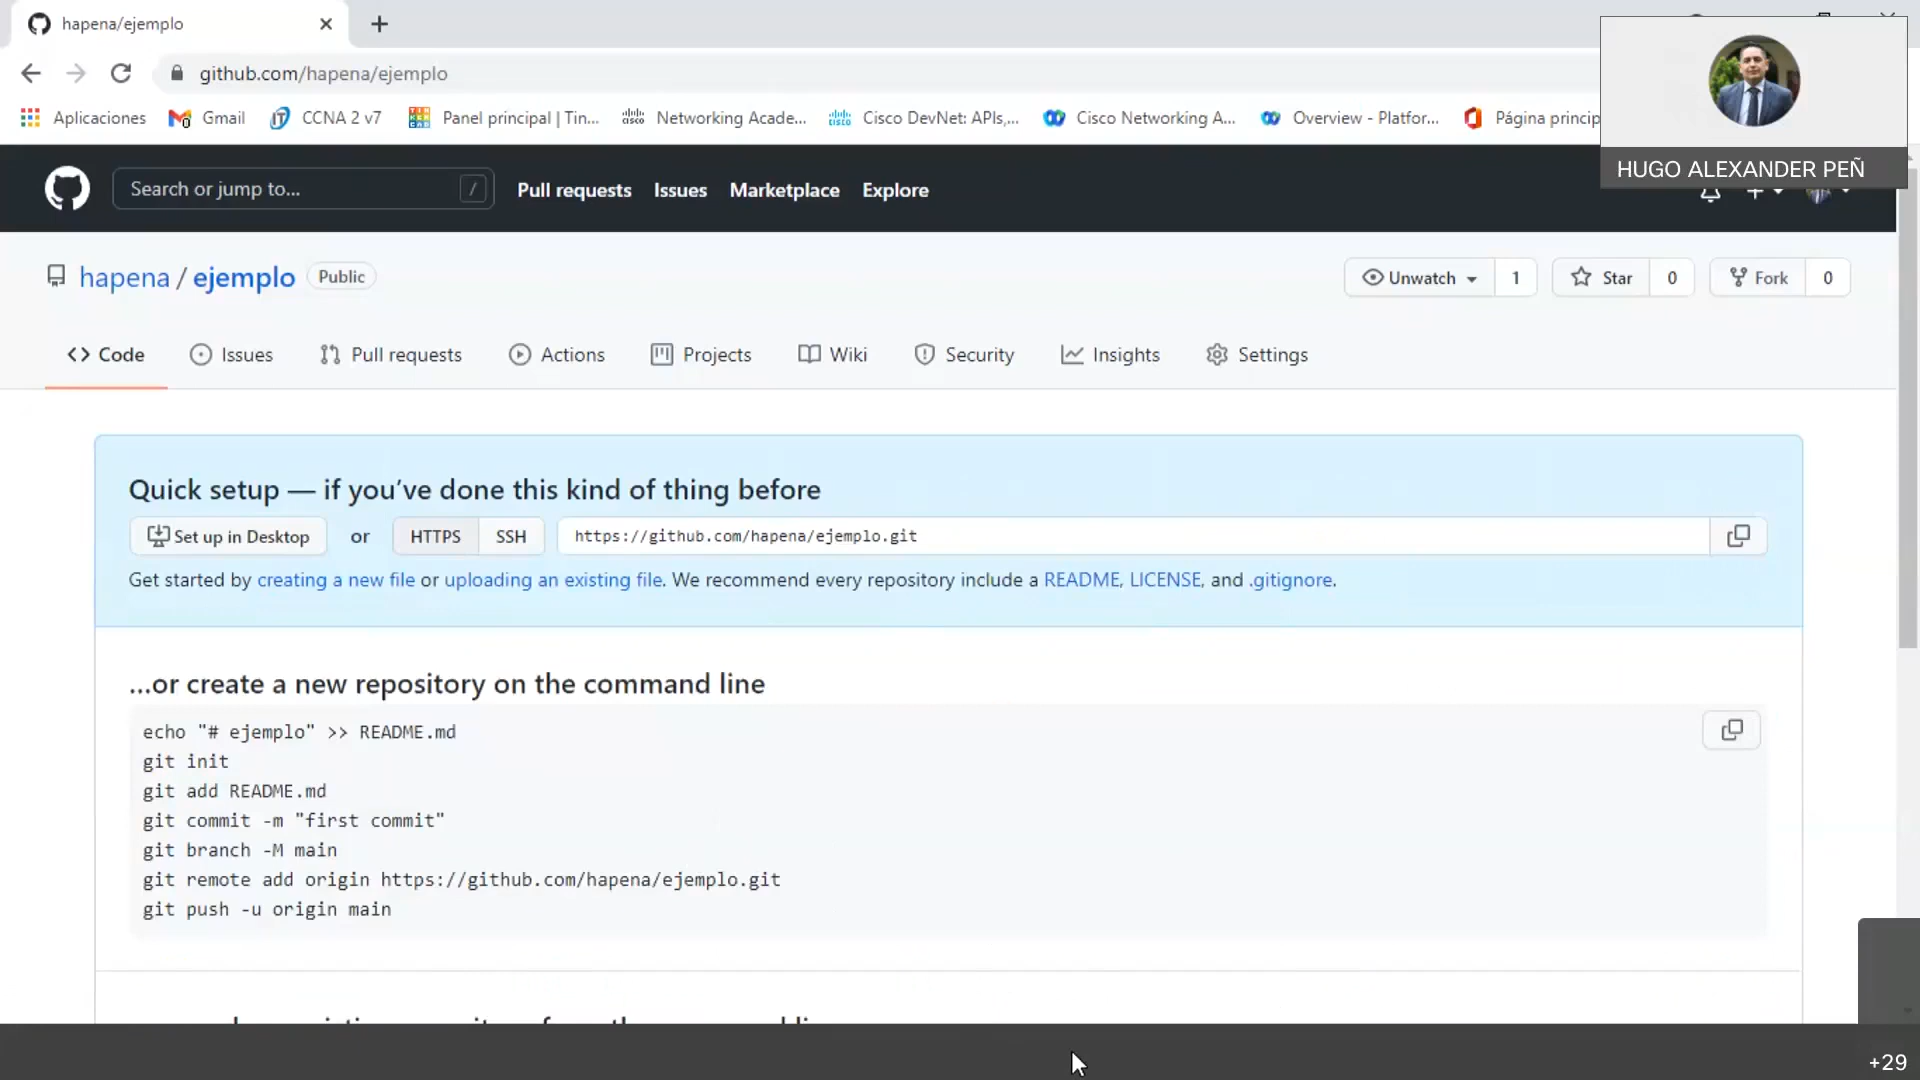 hapena/ejemplo
github.com/hapena/ejemplo
Aplicaciones Gmail CCNA 2 v7 Panel principal | Tin... Networking Acade... Cisco DevNet: APIs,... Cisco Networking A... Overview - Platfor... Página princip
HUGO ALEXANDER PEÑ
Search or jump to... / Pull requests Issues Marketplace Explore
hapena / ejemplo Public Unwatch 1 Star 0 Fork 0
Code Issues Pull requests Actions Projects Wiki Security Insights Settings
Quick setup — if you’ve done this kind of thing before
Set up in Desktop or HTTPS SSH https://github.com/hapena/ejemplo.git
Get started by creating a new file or uploading an existing file. We recommend every repository include a README, LICENSE, and .gitignore.
...or create a new repository on the command line
echo "# ejemplo" >> README.md
git init
git add README.md
git commit -m "first commit"
git branch -M main
git remote add origin https://github.com/hapena/ejemplo.git
git push -u origin main
+29